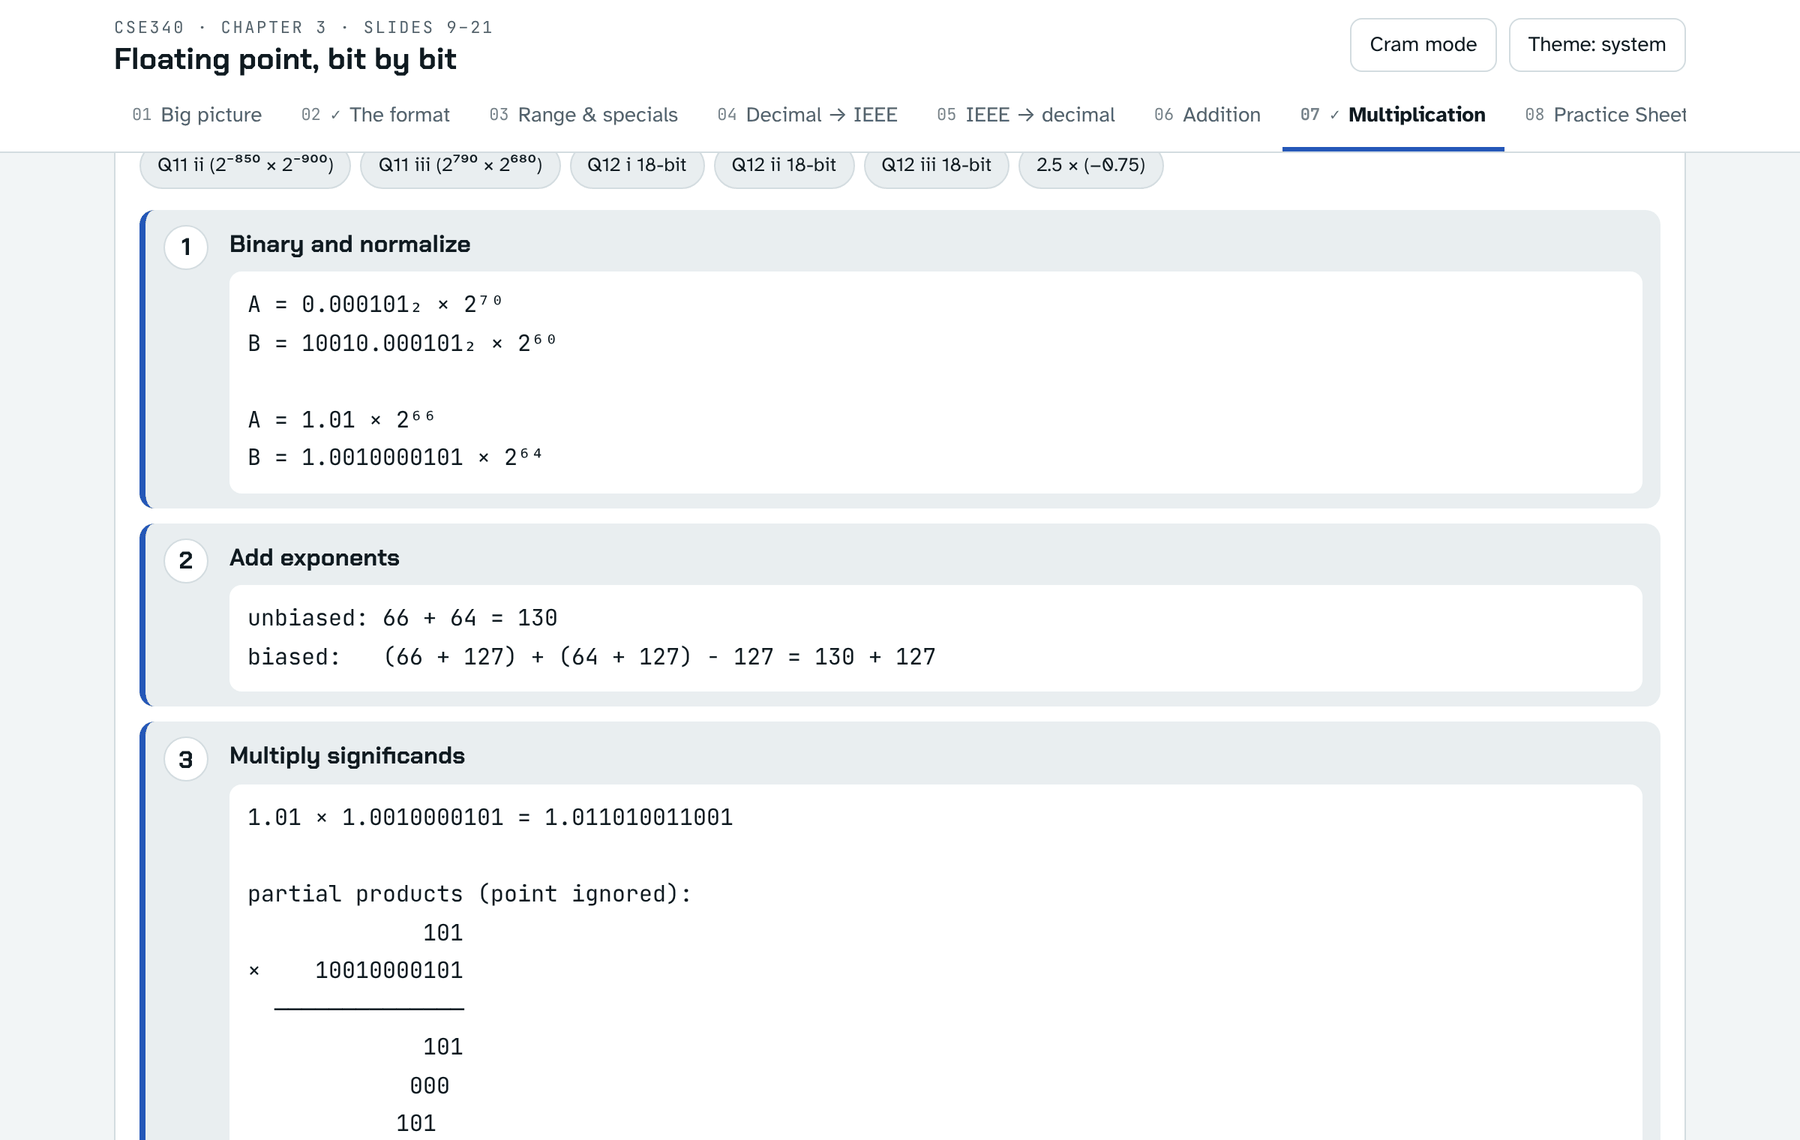 CSE340 · CHAPTER 3 · SLIDES 9–21
Floating point, bit by bit
Cram mode
Theme: system
01 Big picture
02 ✓ The format
03 Range & specials
04 Decimal → IEEE
05 IEEE → decimal
06 Addition
07 ✓ Multiplication
08 Practice Sheet
Q11 ii (2⁻⁸⁵⁰ × 2⁻⁹⁰⁰)
Q11 iii (2⁷⁹⁰ × 2⁶⁸⁰)
Q12 i 18-bit
Q12 ii 18-bit
Q12 iii 18-bit
2.5 × (−0.75)
1
Binary and normalize
A = 0.000101₂ × 2⁷⁰
B = 10010.000101₂ × 2⁶⁰
A = 1.01 × 2⁶⁶
B = 1.0010000101 × 2⁶⁴
2
Add exponents
unbiased: 66 + 64 = 130
biased:   (66 + 127) + (64 + 127) - 127 = 130 + 127
3
Multiply significands
1.01 × 1.0010000101 = 1.011010011001
partial products (point ignored):
101
×    10010000101
101
000
101